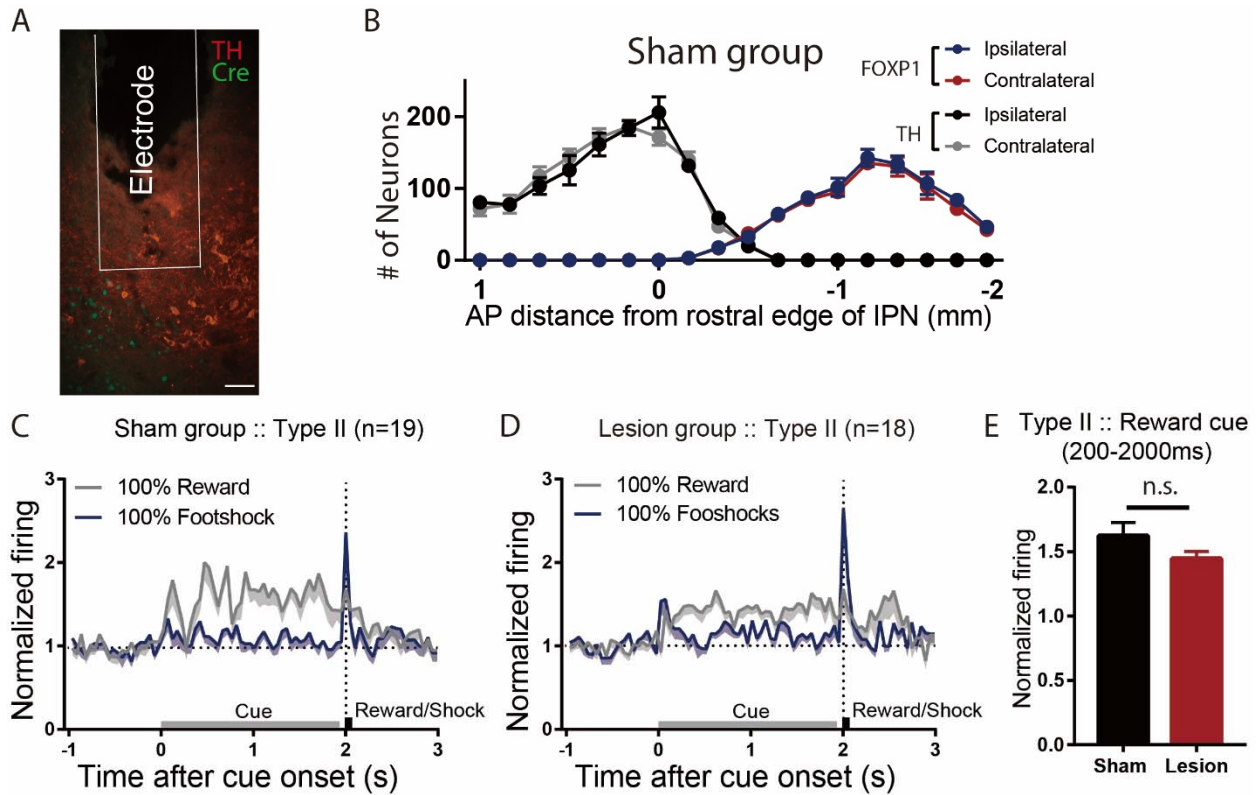 A
TH
Cre
Electrode
B
Sham group
FOXP1
Ipsilateral
Contralateral
TH
Ipsilateral
Contralateral
# of Neurons
200
100
0
1
0
-1
-2
AP distance from rostral edge of IPN (mm)
C
Sham group :: Type II (n=19)
Normalized firing
3
2
1
0
100% Reward
100% Footshock
Cue
Reward/Shock
-1
0
1
2
3
Time after cue onset (s)
D
Lesion group :: Type II (n=18)
Normalized firing
3
2
1
0
100% Reward
100% Fooshocks
Cue
Reward/Shock
-1
0
1
2
3
Time after cue onset (s)
E
Type II :: Reward cue
(200-2000ms)
Normalized firing
2.0
1.5
1.0
0.5
0.0
n.s.
Sham
Lesion